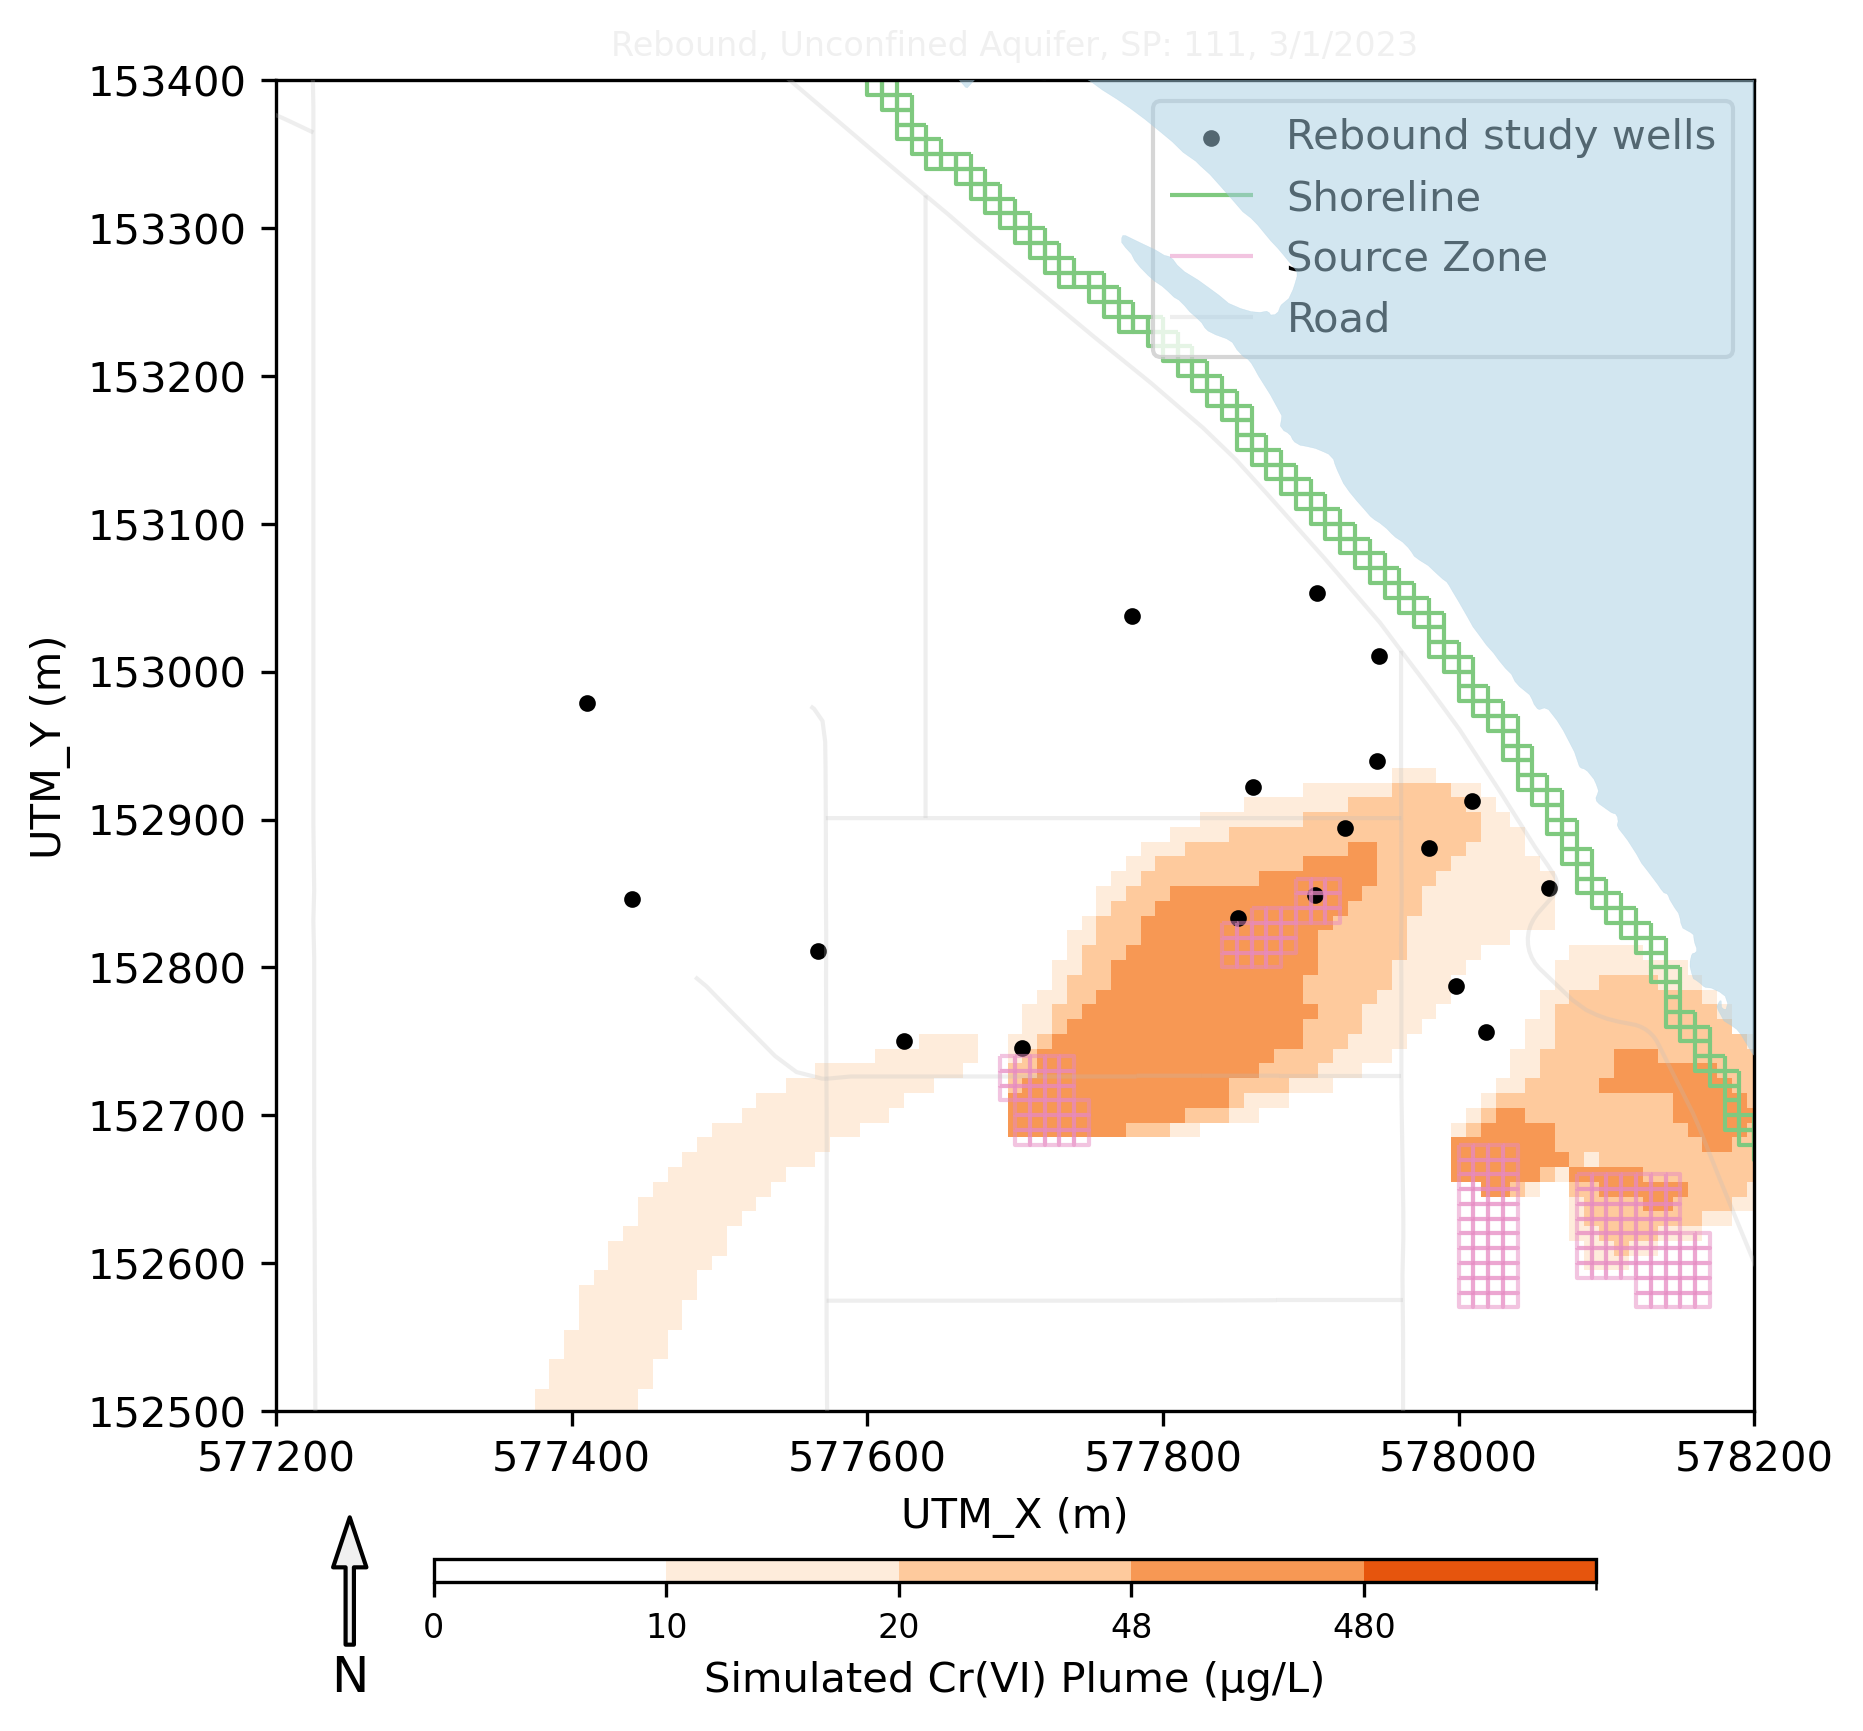 Rebound, Unconfined Aquifer, SP: 111, 3/1/2023
153400
153300
153200
153100
153000
152900
152800
152700
152600
152500
UTM_Y (m)
Rebound study wells
Shoreline
Source Zone
Road
577200 577400 577600 577800 578000 578200
UTM_X (m)
N
0 10 20 48 480
Simulated Cr(VI) Plume (μg/L)